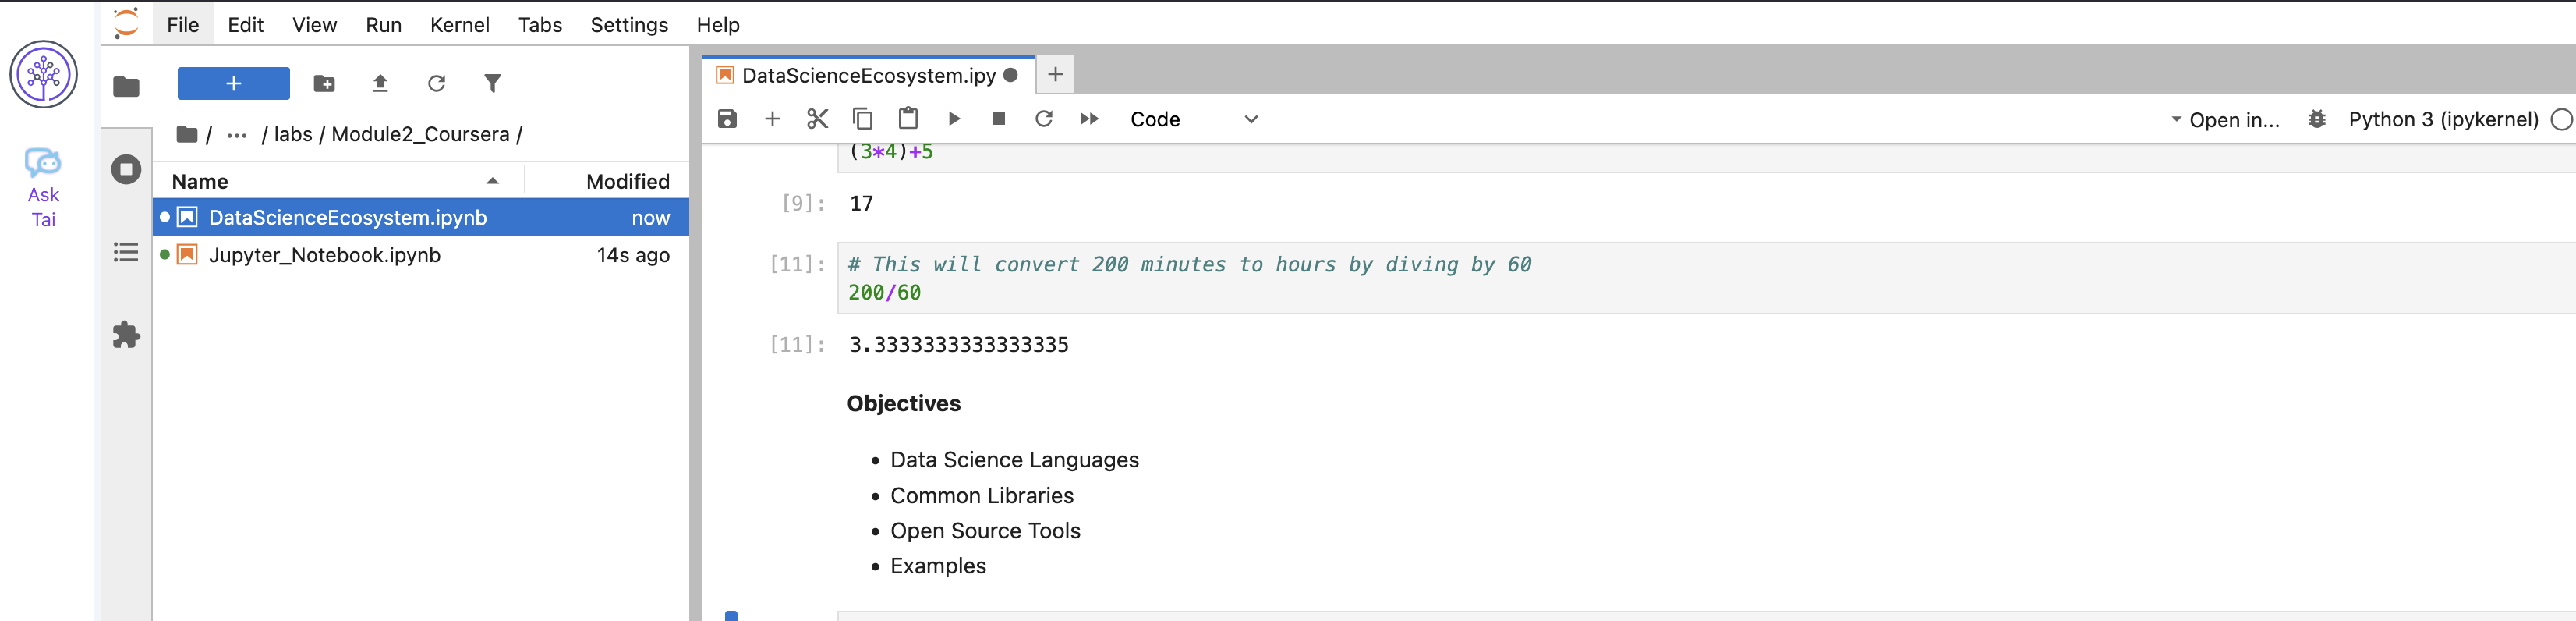 File Edit View Run Kernel Tabs Settings Help
Ask
Tai
+
/ ... / labs / Module2_Coursera /
Name Modified
DataScienceEcosystem.ipynb now
Jupyter_Notebook.ipynb 14s ago
DataScienceEcosystem.ipy
Code Open in... Python 3 (ipykernel)
(3*4)+5
[9]: 17
[11]: # This will convert 200 minutes to hours by diving by 60
200/60
[11]: 3.3333333333333335
Objectives
• Data Science Languages
• Common Libraries
• Open Source Tools
• Examples